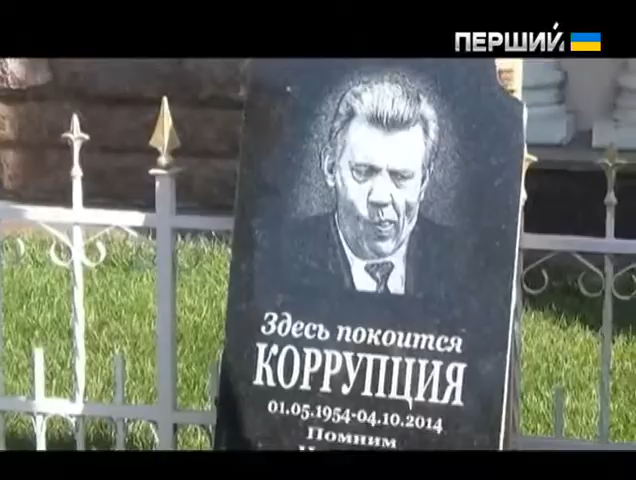 ПЕРШИЙ
Здесь покоится
КОРРУПЦИЯ
01.05.1954-04.10.2014
Помним